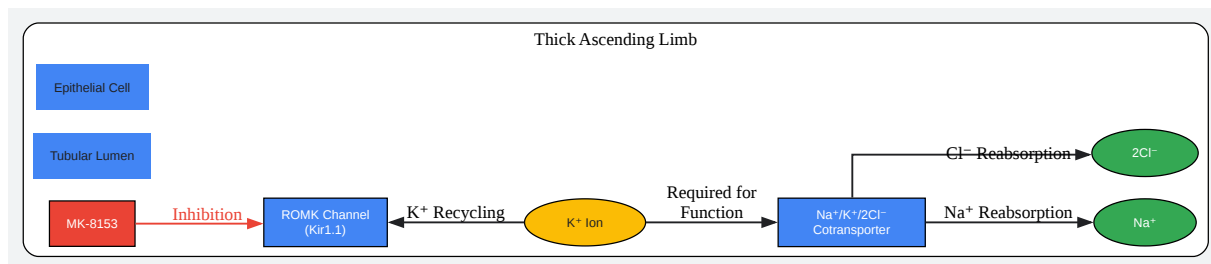 Thick Ascending Limb
Epithelial Cell
Tubular Lumen
Cl⁻ Reabsorption
2Cl⁻
MK-8153
Inhibition
ROMK Channel
(Kir1.1)
K⁺ Recycling
K⁺ Ion
Required for
Function
Na⁺/K⁺/2Cl⁻
Cotransporter
Na⁺ Reabsorption
Na⁺